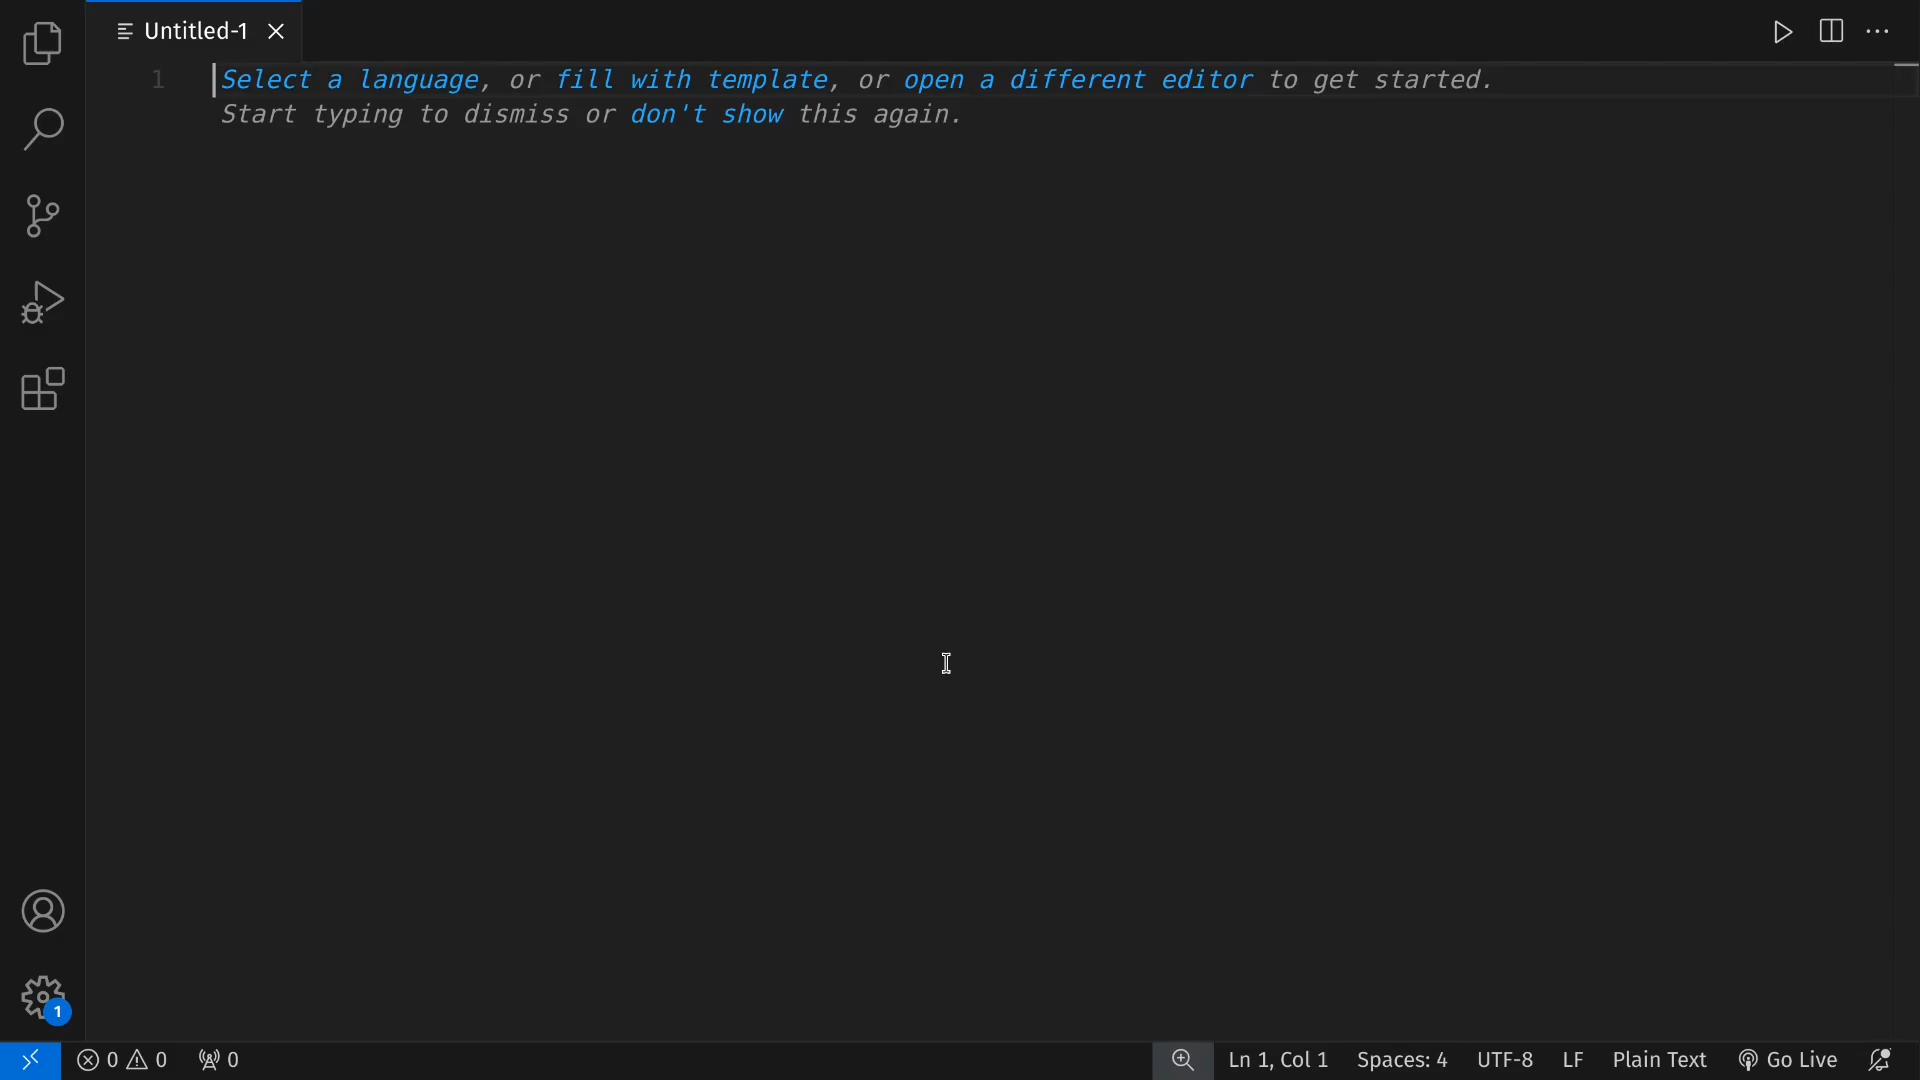 Untitled-1
1 Select a language, or fill with template, or open a different editor to get started.
Start typing to dismiss or don't show this again.
1
0 0 0 Ln 1, Col 1 Spaces: 4 UTF-8 LF Plain Text Go Live